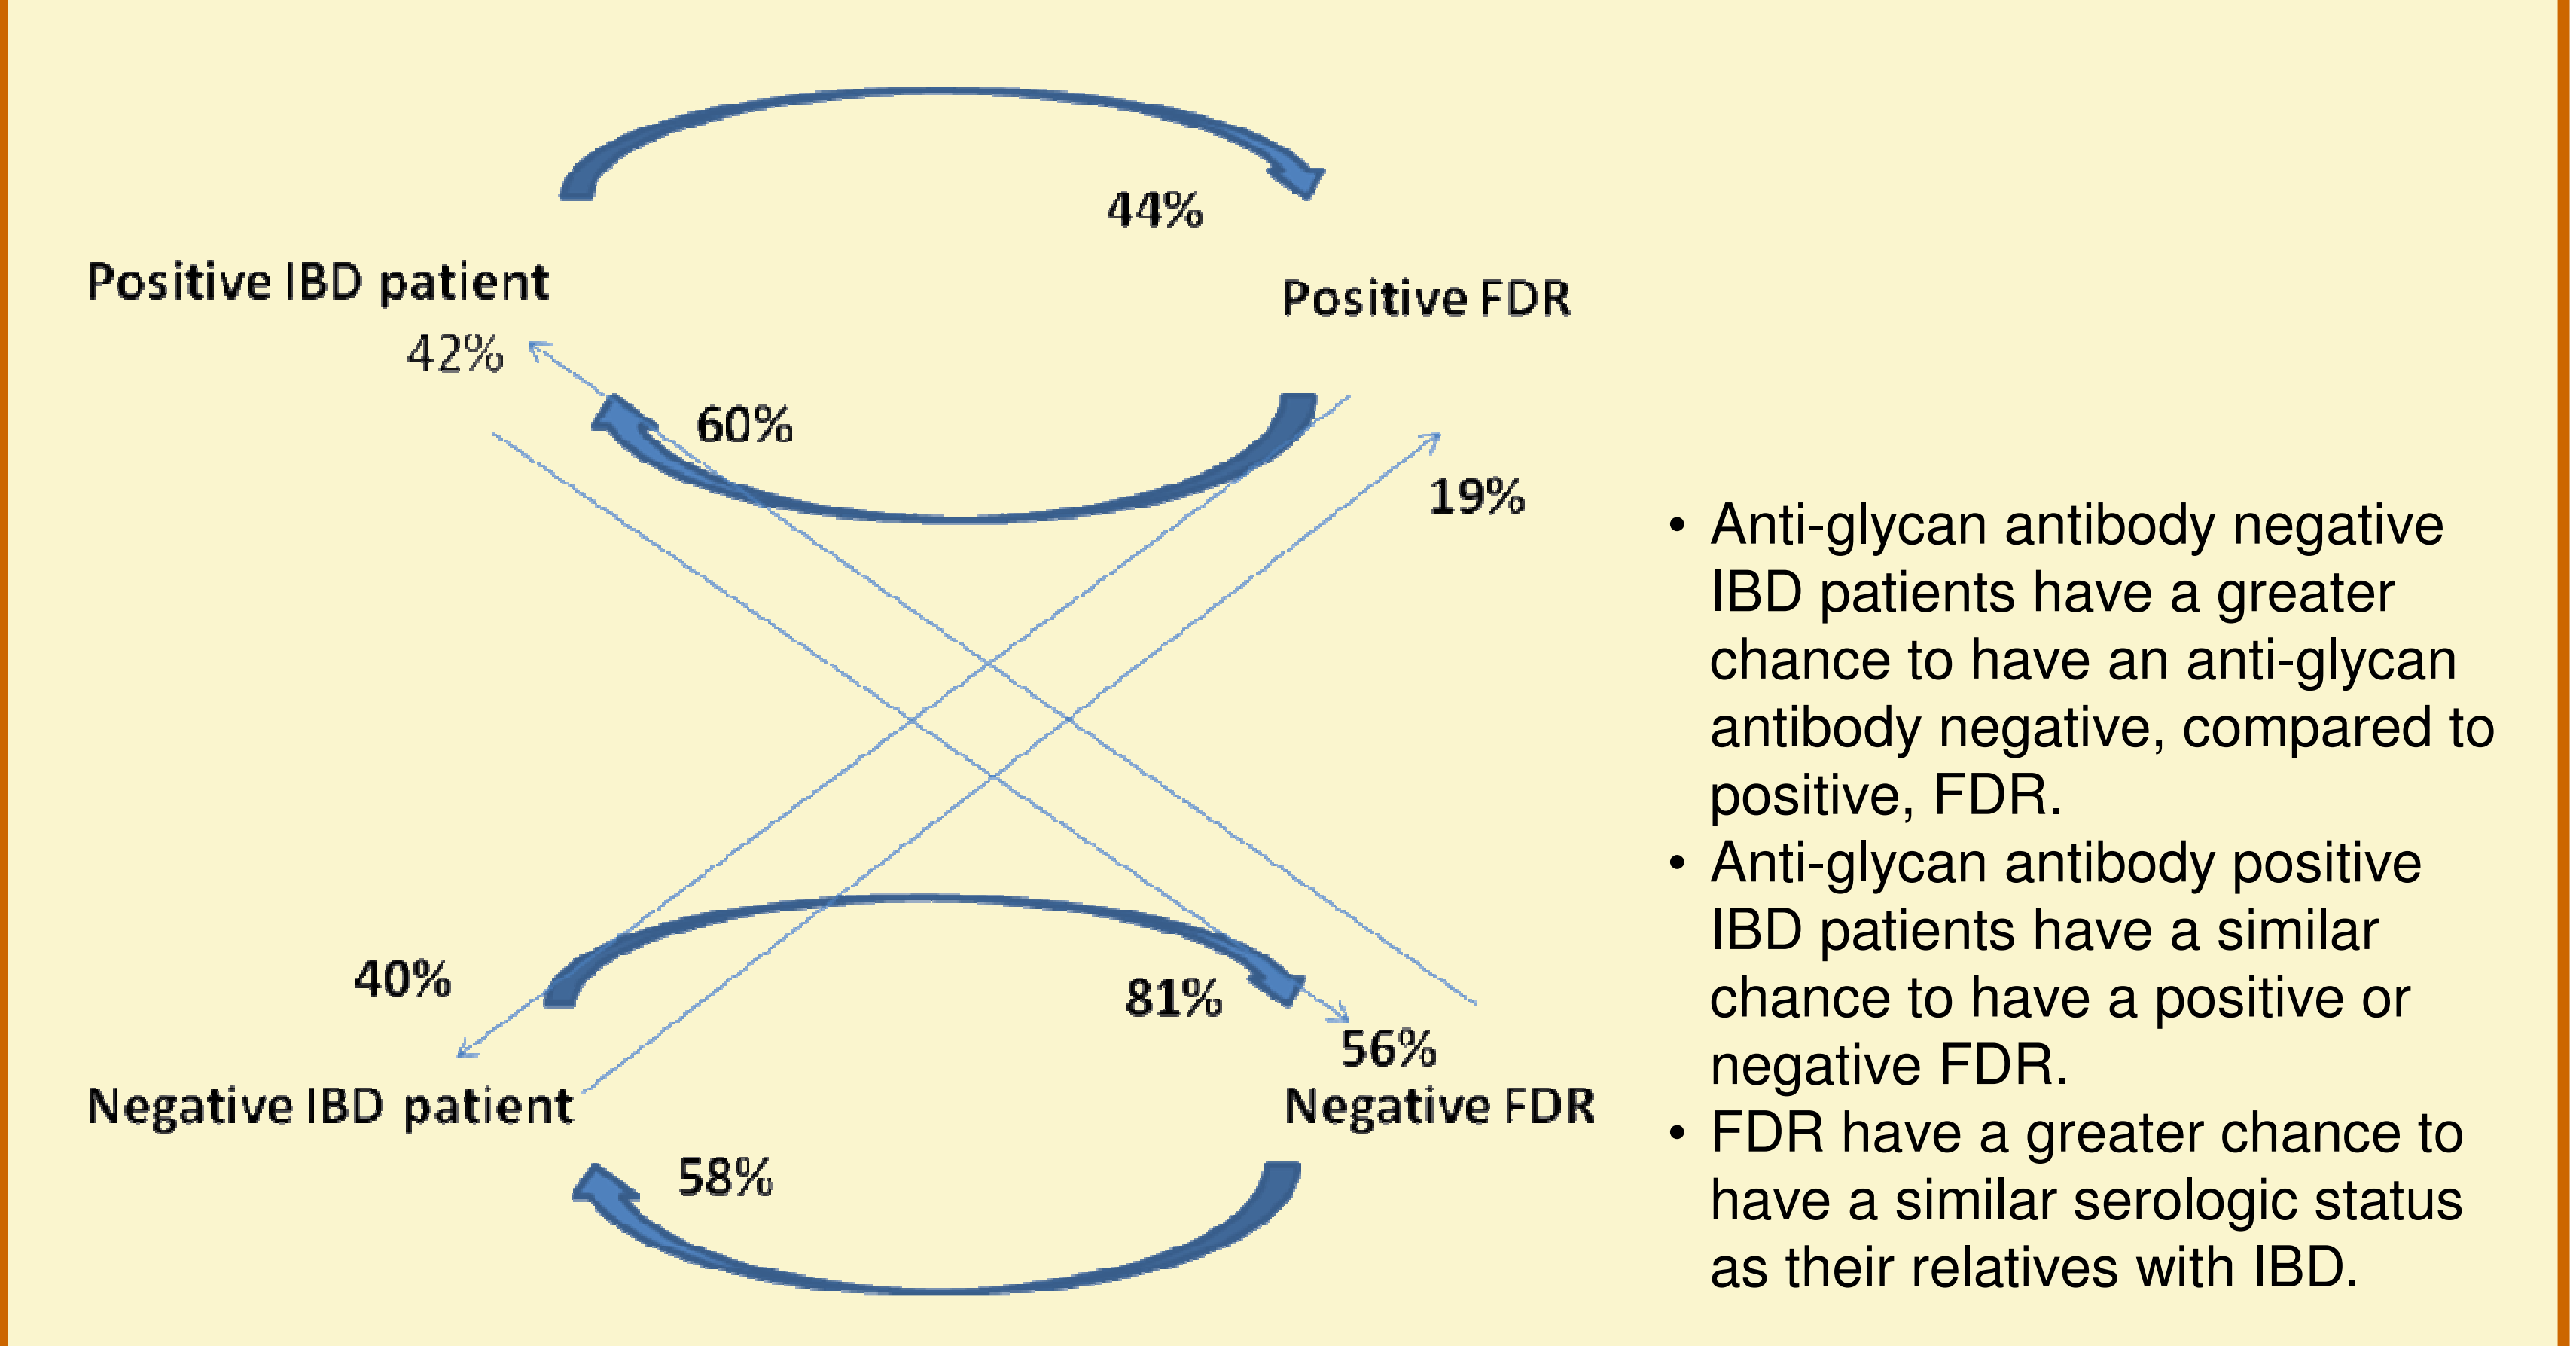 44%
Positive IBD patient
Positive FDR
42%
60%
19%
40%
81%
56%
Negative IBD patient
Negative FDR
58%
• Anti-glycan antibody negative
IBD patients have a greater
chance to have an anti-glycan
antibody negative, compared to
positive, FDR.
• Anti-glycan antibody positive
IBD patients have a similar
chance to have a positive or
negative FDR.
• FDR have a greater chance to
have a similar serologic status
as their relatives with IBD.